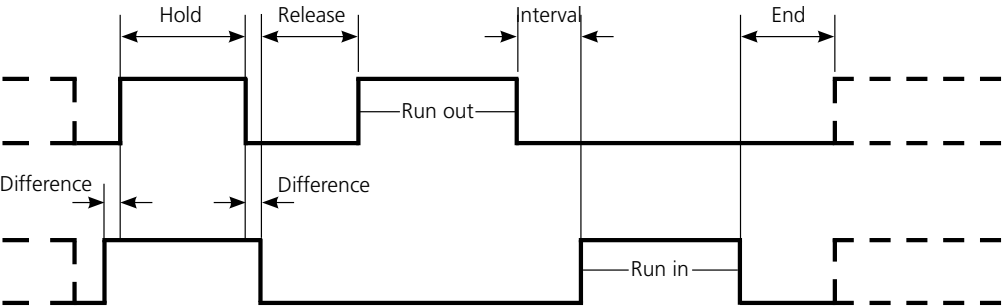 Hold
Release
Interval
End
Run out
Difference
Difference
Run in